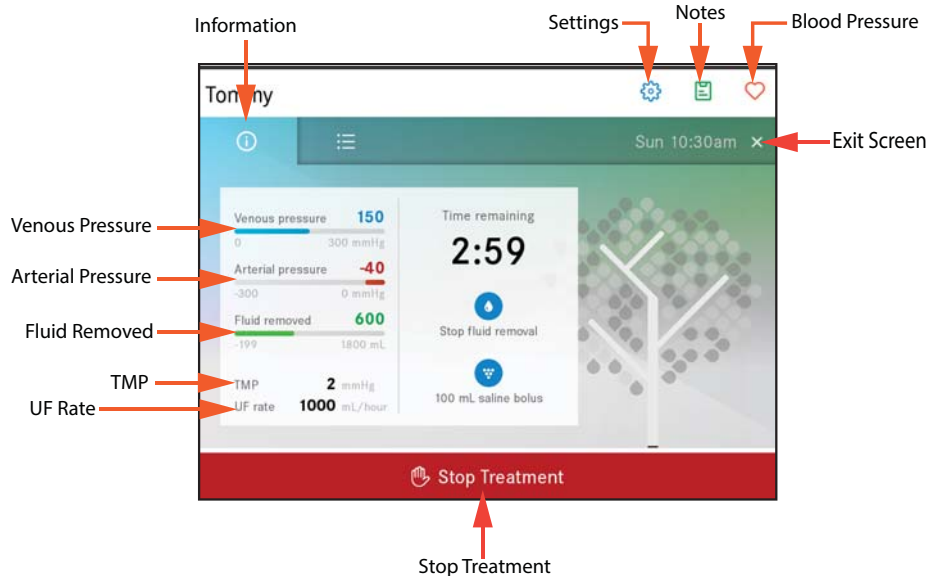 Information
Settings
Notes
Blood Pressure
Tommy
Sun 10:30am
Exit Screen
Venous Pressure
Venous pressure 150
0 300 mmHg
Arterial Pressure
Arterial pressure -40
-300 0 mmHg
Fluid Removed
Fluid removed 600
-199 1800 mL
TMP
TMP 2 mmHg
UF Rate
UF rate 1000 mL/hour
Time remaining
2:59
Stop fluid removal
100 mL saline bolus
Stop Treatment
Stop Treatment